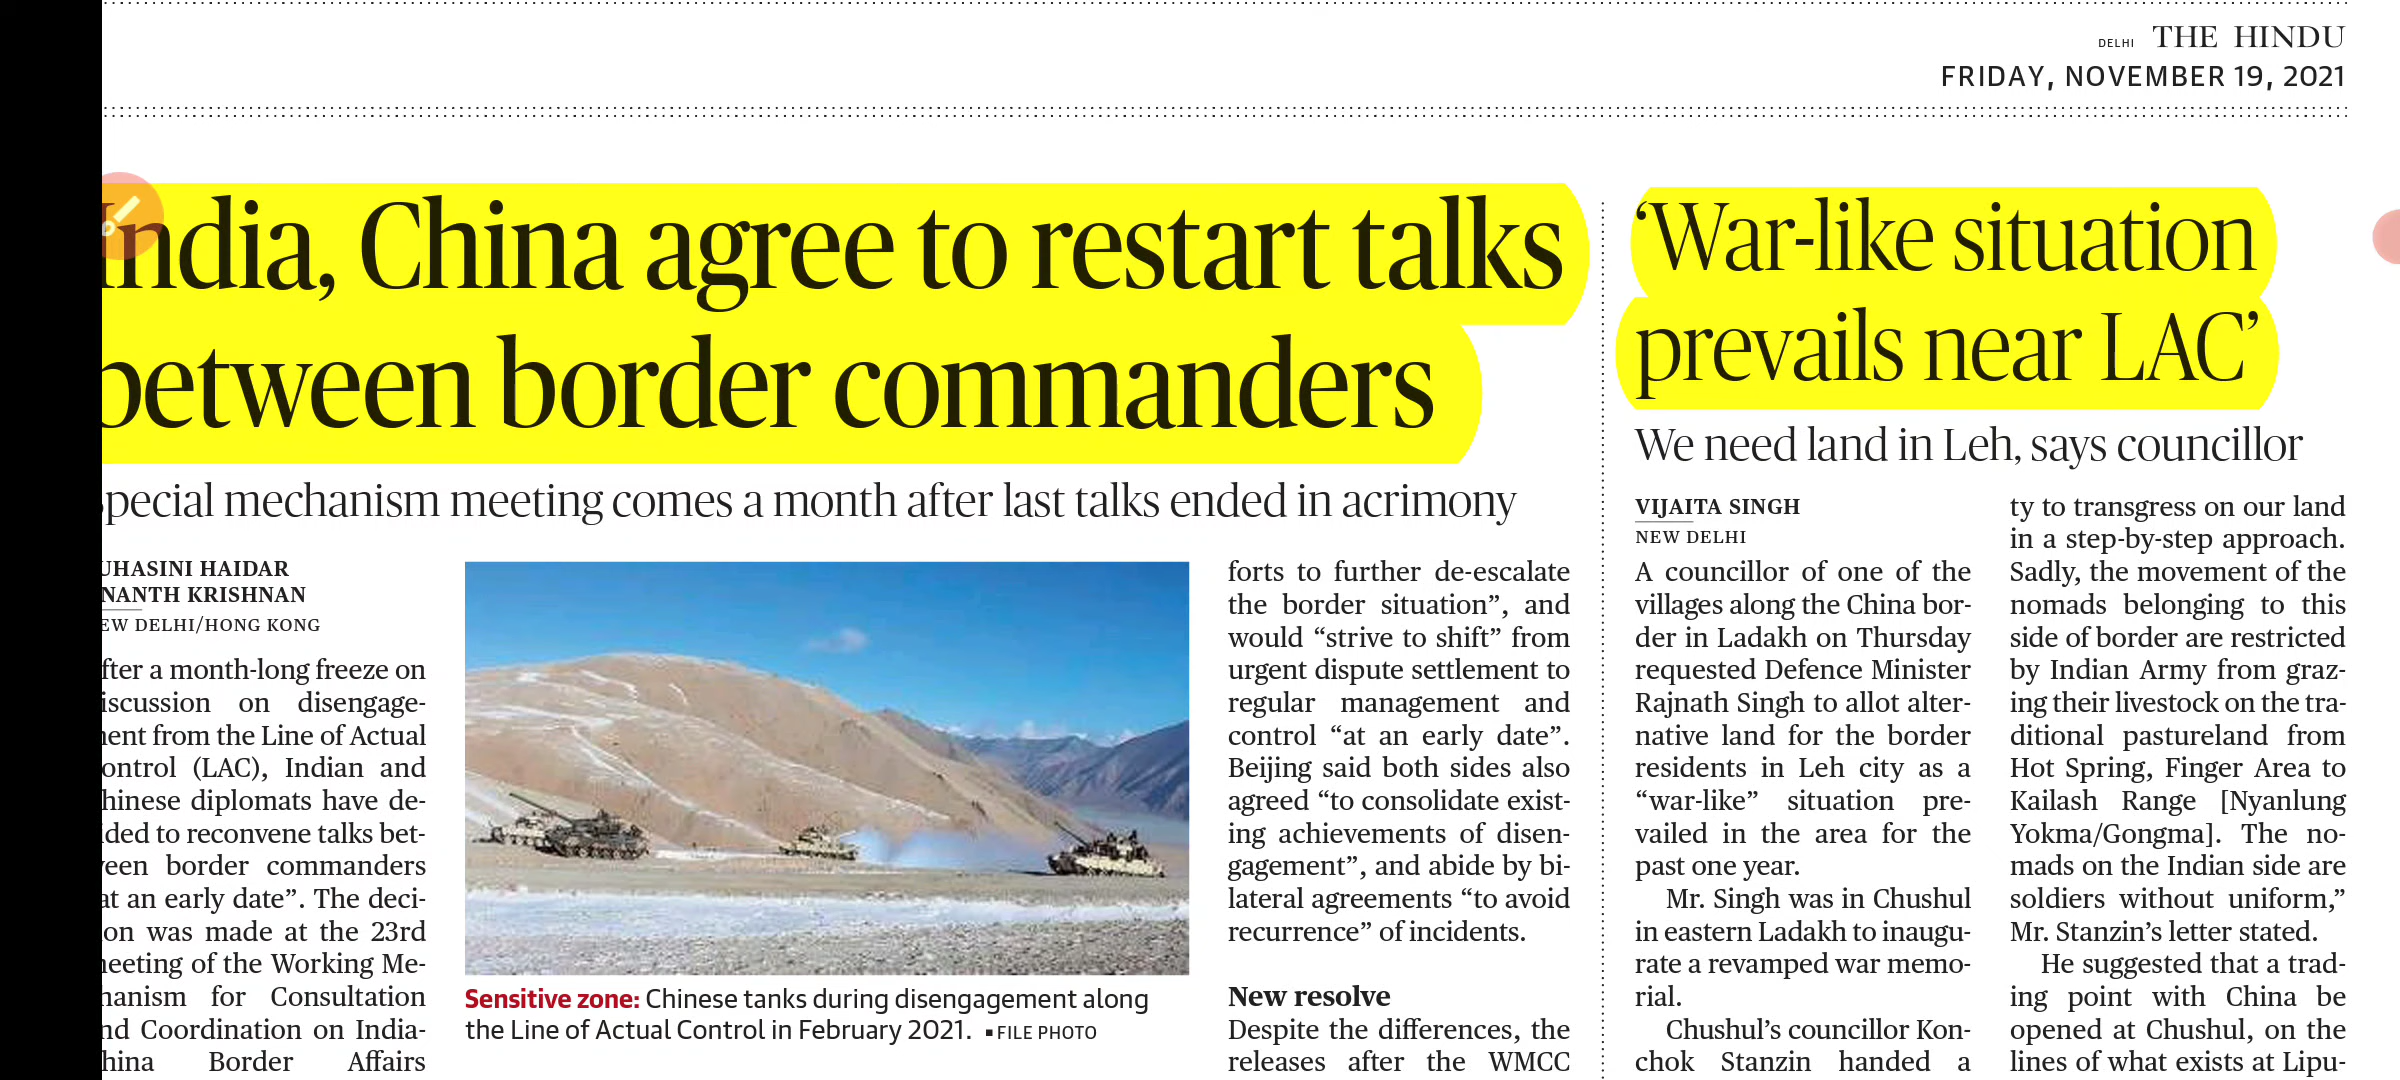 DELHI THE HINDU
FRIDAY, NOVEMBER 19, 2021
India, China agree to restart talks
between border commanders
Special mechanism meeting comes a month after last talks ended in acrimony
UHASINI HAIDAR
NANTH KRISHNAN
EW DELHI/HONG KONG
fter a month-long freeze on
iscussion on disengage-
ent from the Line of Actual
ontrol (LAC), Indian and
hinese diplomats have de-
ided to reconvene talks bet-
een border commanders
at an early date”. The deci-
on was made at the 23rd
eeting of the Working Me-
hanism for Consultation
nd Coordination on India-
hina Border Affairs
Sensitive zone: Chinese tanks during disengagement along
the Line of Actual Control in February 2021. ▪ FILE PHOTO
forts to further de-escalate
the border situation”, and
would “strive to shift” from
urgent dispute settlement to
regular management and
control “at an early date”.
Beijing said both sides also
agreed “to consolidate exist-
ing achievements of disen-
gagement”, and abide by bi-
lateral agreements “to avoid
recurrence” of incidents.
New resolve
Despite the differences, the
releases after the WMCC
‘War-like situation
prevails near LAC’
We need land in Leh, says councillor
VIJAITA SINGH
NEW DELHI
A councillor of one of the
villages along the China bor-
der in Ladakh on Thursday
requested Defence Minister
Rajnath Singh to allot alter-
native land for the border
residents in Leh city as a
“war-like” situation pre-
vailed in the area for the
past one year.
Mr. Singh was in Chushul
in eastern Ladakh to inaugu-
rate a revamped war memo-
rial.
Chushul’s councillor Kon-
chok Stanzin handed a
ty to transgress on our land
in a step-by-step approach.
Sadly, the movement of the
nomads belonging to this
side of border are restricted
by Indian Army from graz-
ing their livestock on the tra-
ditional pastureland from
Hot Spring, Finger Area to
Kailash Range [Nyanlung
Yokma/Gongma]. The no-
mads on the Indian side are
soldiers without uniform,”
Mr. Stanzin’s letter stated.
He suggested that a trad-
ing point with China be
opened at Chushul, on the
lines of what exists at Lipu-